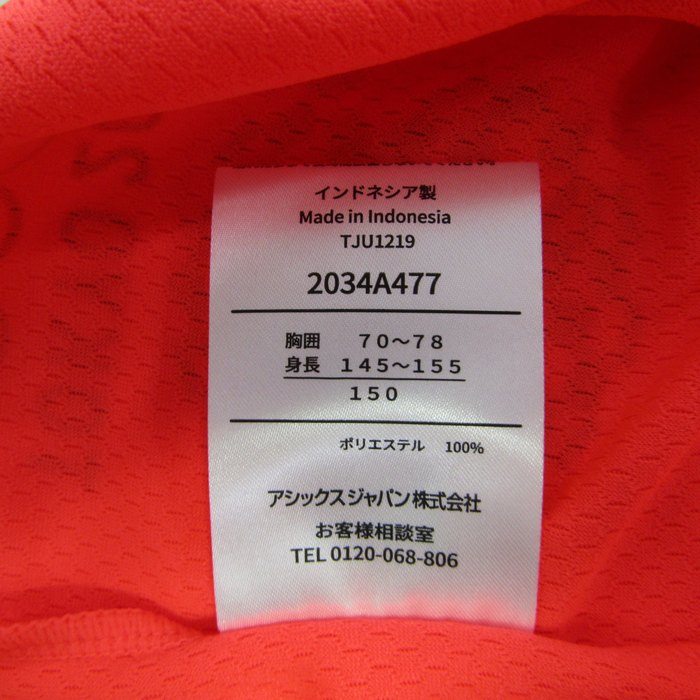 インドネシア製
Made in Indonesia
TJU1219
2034A477
胸囲　７０～７８
身長　１４５～１５５
１５０
ポリエステル　100%
アシックスジャパン株式会社
お客様相談室
TEL 0120-068-806